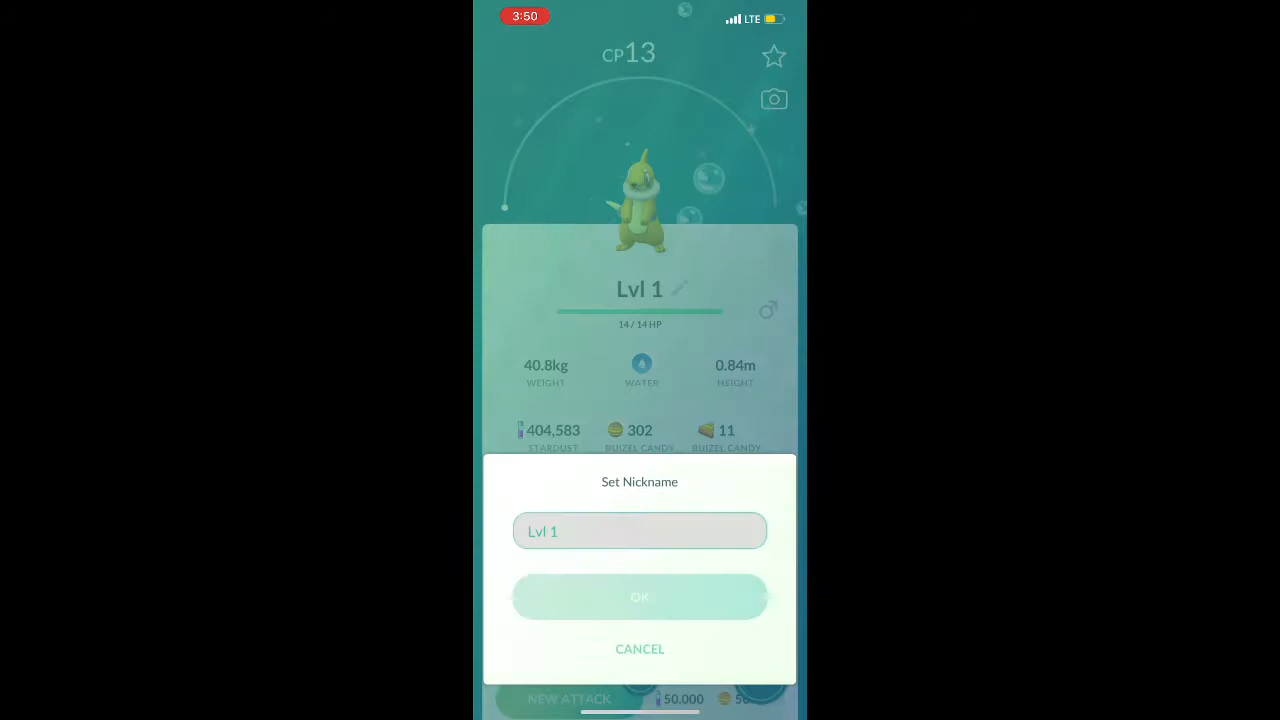 3:50
LTE
CP13
Lvl 1
14 / 14 HP
40.8kg
0.84m
WEIGHT
WATER
HEIGHT
404,583
302
11
STARDUST
BUIZEL CANDY
BUIZEL CANDY
Set Nickname
Lvl 1
OK
CANCEL
NEW ATTACK
50,000